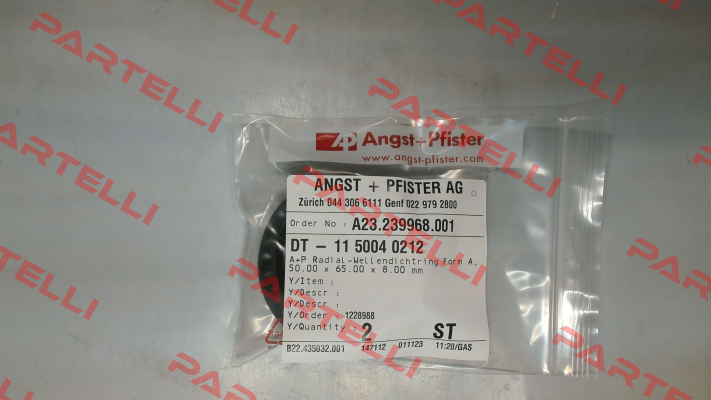 PARTELLI
PARTELLI
PARTELLI
PARTELLI
PARTELLI
PARTELLI
PARTELLI
PARTELLI
AP Angst+Pfister
www.angst-pfister.com
ANGST + PFISTER AG
Zürich 044 306 6111 Genf 022 979 2800
Order No : A23.239968.001
DT - 11 5004 0212
A+P Radial-Wellendichtring Form A,
50.00 x 65.00 x 8.00 mm
Y/Item :
Y/Descr :
Y/Descr :
Y/Order : 1228988
Y/Quantity : 2 ST
B22.435032.001 147112 011123 11:20/GAS